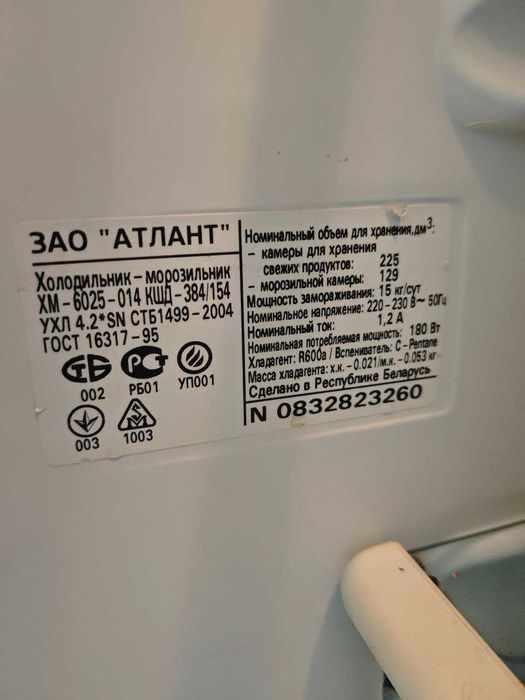 ЗАО "АТЛАНТ"
Холодильник – морозильник
ХМ – 6025 – 014 КШД – 384/154
УХЛ 4.2*SN СТБ1499 – 2004
ГОСТ 16317 – 95
СТБ
002
РСТ
РБ01
УП001
003
1003
Номинальный объем для хранения,дм³:
– камеры для хранения
свежих продуктов: 225
– морозильной камеры: 129
Мощность замораживания: 15 кг/сут
Номинальное напряжение: 220 – 230 В ~ 50Гц
Номинальный ток: 1,2 А
Номинальная потребляемая мощность: 180 Вт
Хладагент: R600a / Вспениватель: C – Pentane
Масса хладагента: х.к. – 0.021/м.к. – 0.053 кг
Сделано в Республике Беларусь
N 0832823260